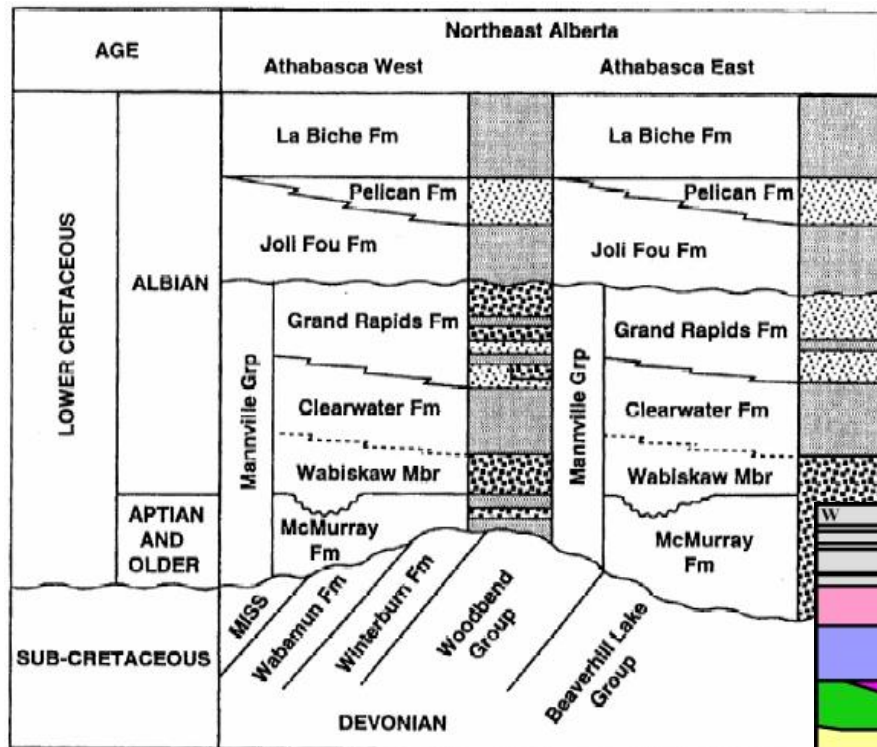 AGE
Northeast Alberta
Athabasca West
Athabasca East
LOWER CRETACEOUS
ALBIAN
APTIAN
AND
OLDER
SUB-CRETACEOUS
La Biche Fm
Pelican Fm
Joli Fou Fm
Mannville Grp
Grand Rapids Fm
Clearwater Fm
Wabiskaw Mbr
McMurray
Fm
La Biche Fm
Pelican Fm
Joli Fou Fm
Mannville Grp
Grand Rapids Fm
Clearwater Fm
Wabiskaw Mbr
McMurray
Fm
W
MISS
Wabamun Fm
Winterburn Fm
Woodbend
Group
Beaverhill Lake
Group
DEVONIAN